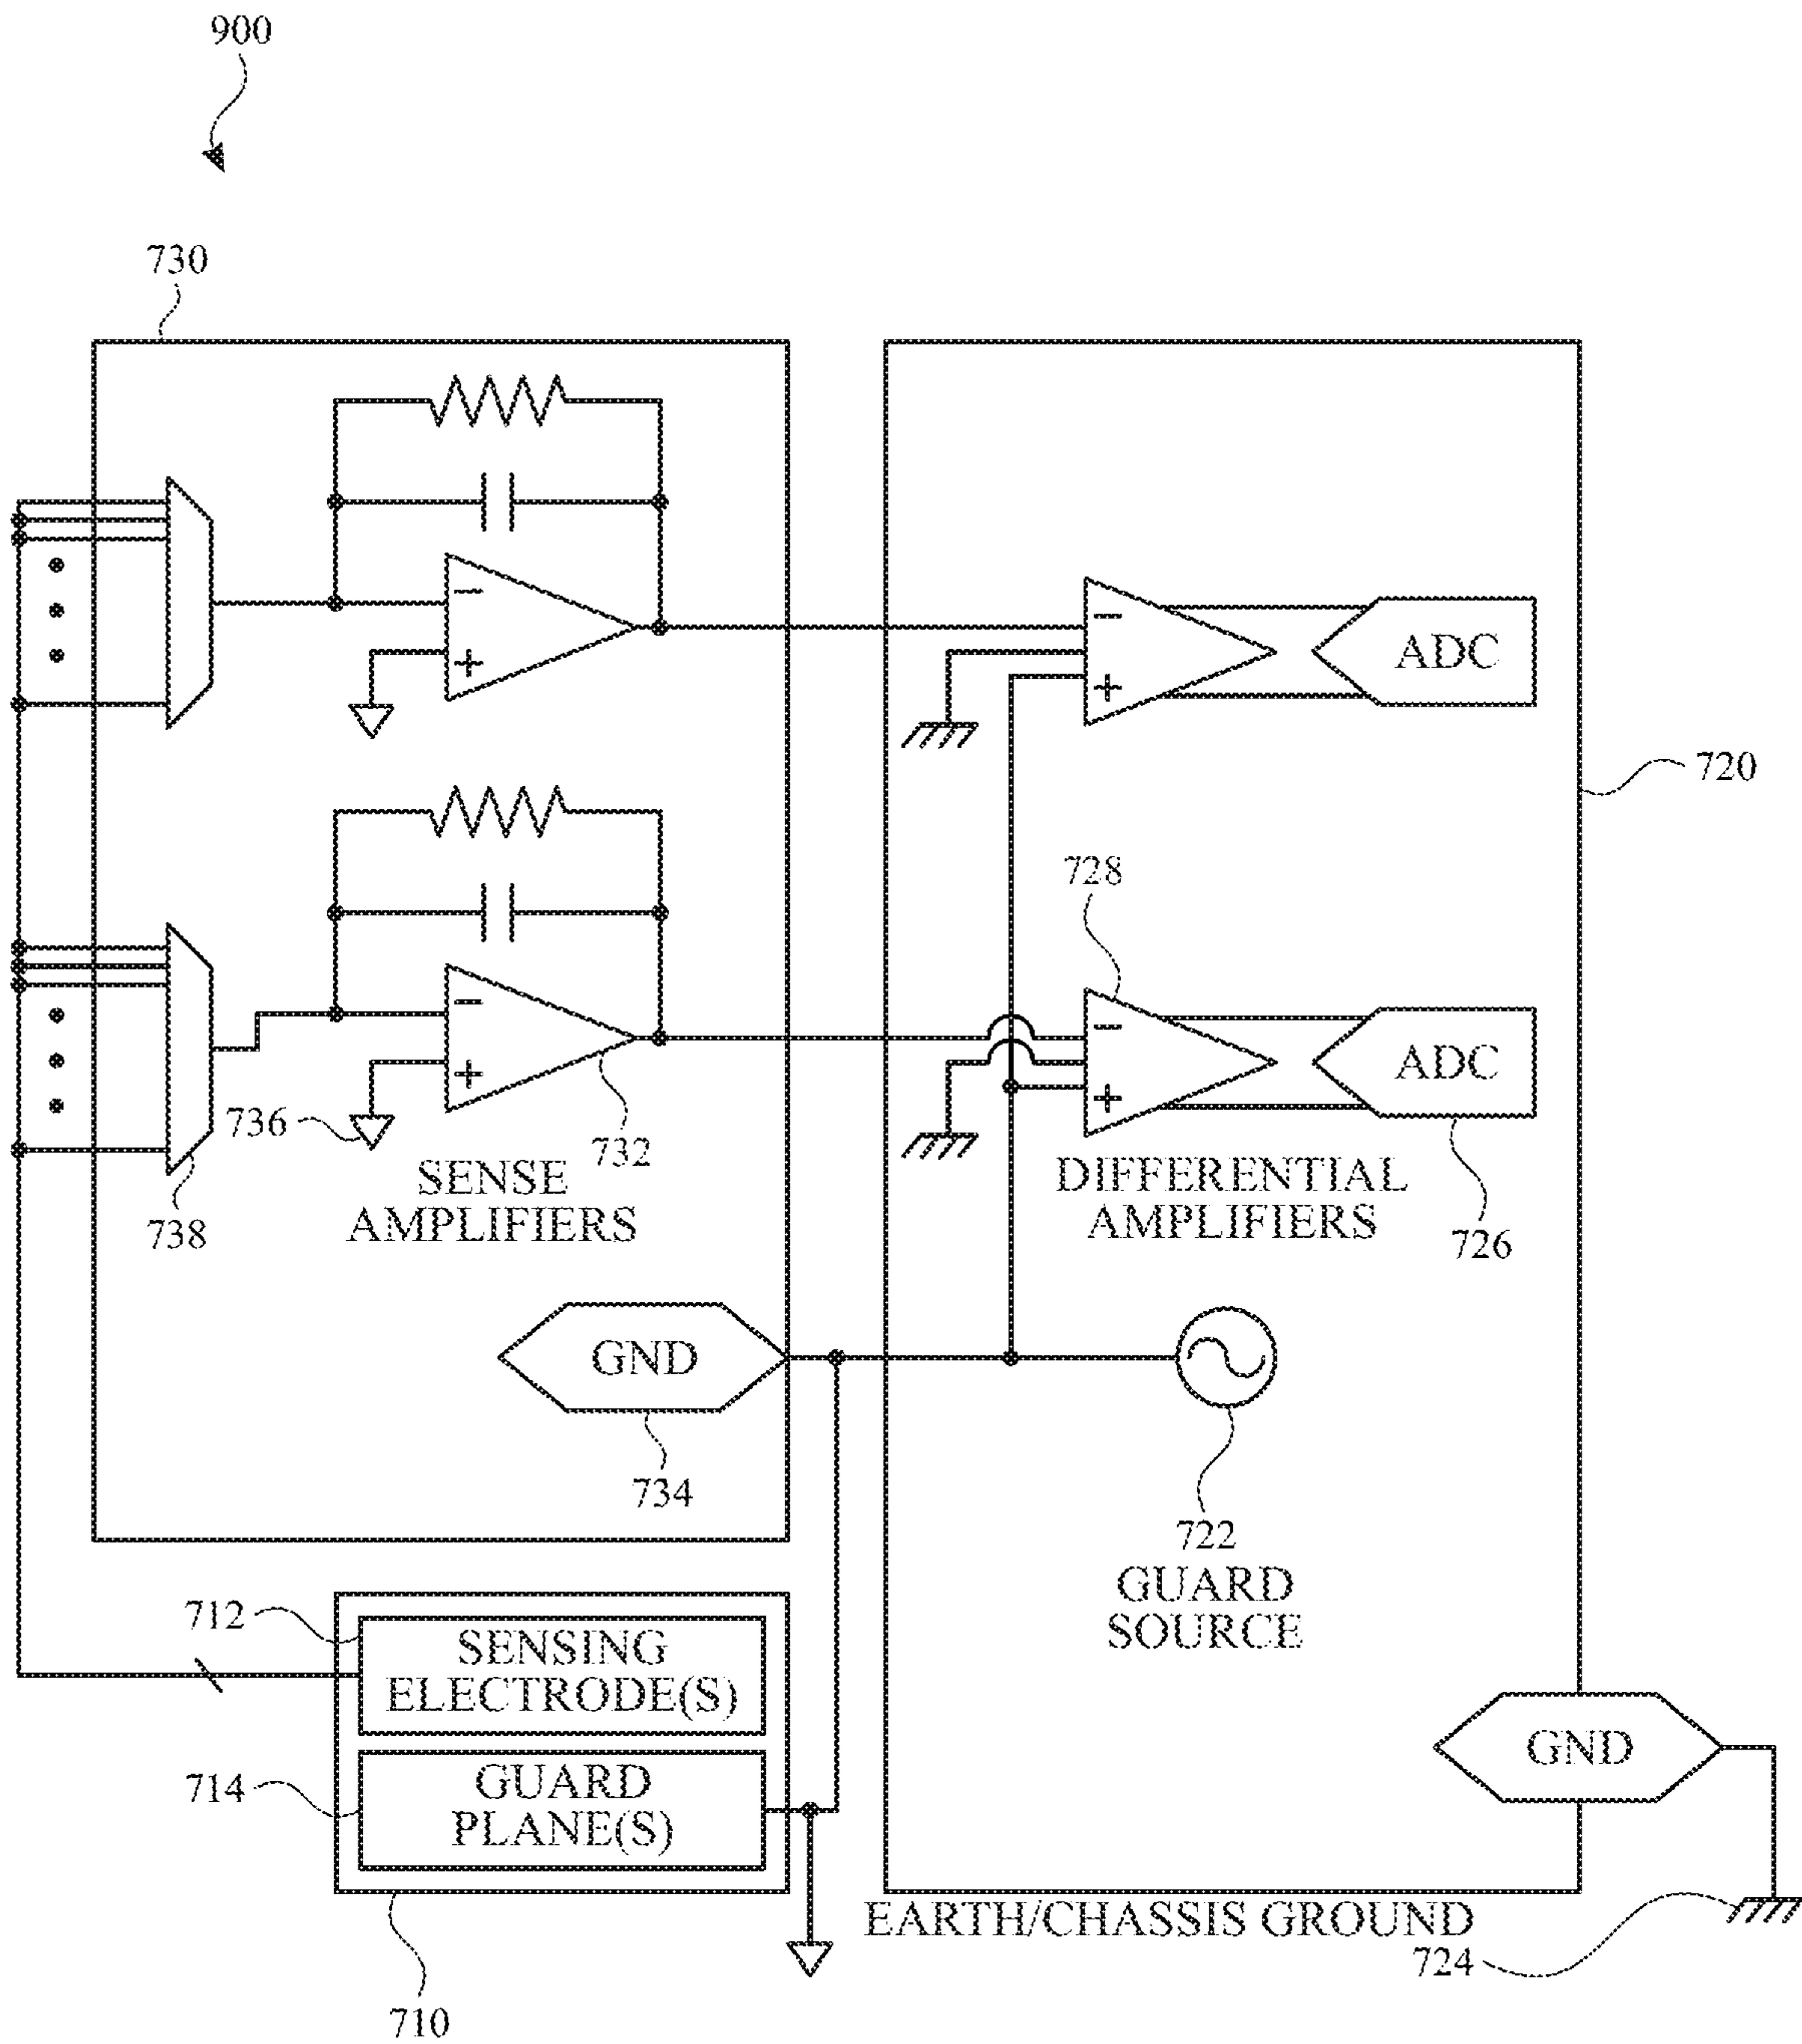 900
730
ADC
720
728
ADC
736
732
SENSE
AMPLIFIERS
738
DIFFERENTIAL
AMPLIFIERS
726
GND
734
722
GUARD
SOURCE
712
SENSING
ELECTRODE(S)
714
GUARD
PLANE(S)
GND
EARTH/CHASSIS GROUND
724
710